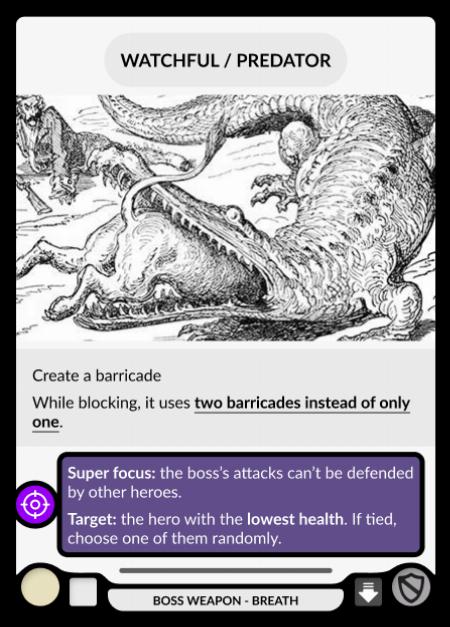 WATCHFUL / PREDATOR
Create a barricade
While blocking, it uses two barricades instead of only
one.
Super focus: the boss's attacks can't be defended
by other heroes.
Target: the hero with the lowest health. If tied,
choose one of them randomly.
BOSS WEAPON - BREATH